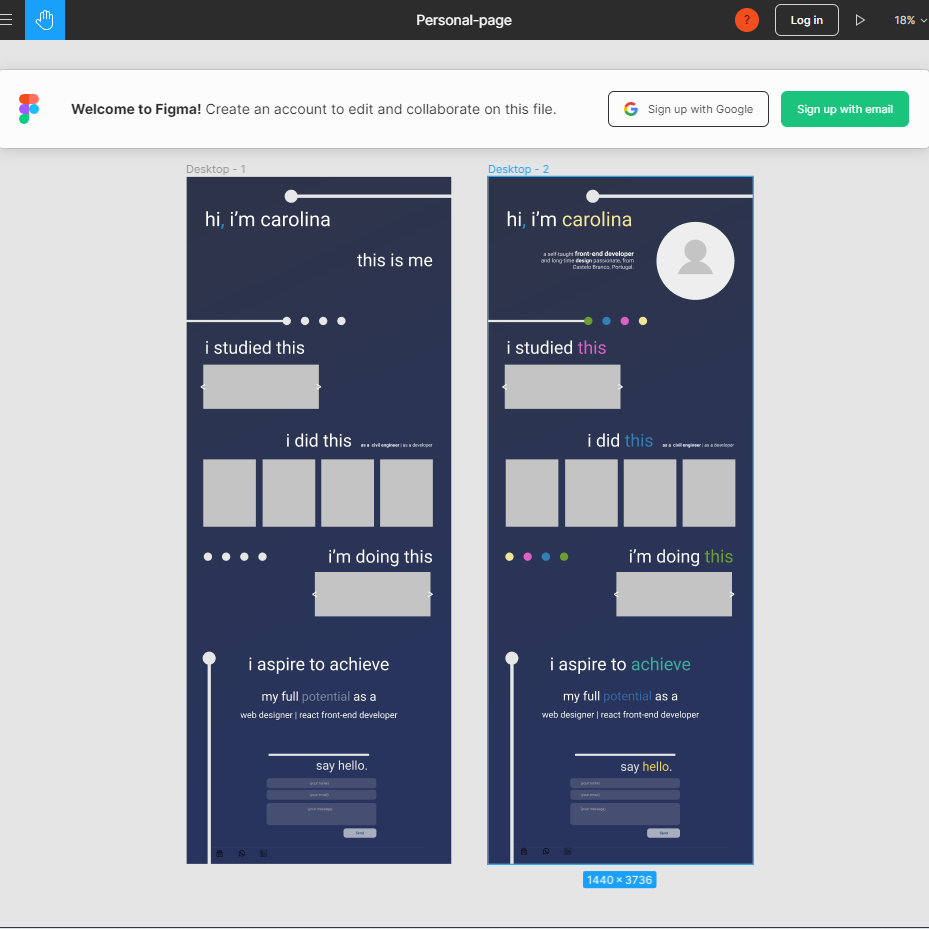 Personal-page
?
Log in
18%
Welcome to Figma! Create an account to edit and collaborate on this file.
Sign up with Google
Sign up with email
Desktop - 1
hi, i’m carolina
this is me
i studied this
< >
i did this
as a civil engineer | as a developer
i’m doing this
< >
i aspire to achieve
my full potential as a
web designer | react front-end developer
say hello.
(your name)
(your email)
(your message)
Send
Desktop - 2
hi, i’m carolina
a self-taught front-end developer
and long-time design passionate, from
Castelo Branco, Portugal.
i studied this
< >
i did this
as a civil engineer | as a developer
i’m doing this
< >
i aspire to achieve
my full potential as a
web designer | react front-end developer
say hello.
(your name)
(your email)
(your message)
Send
1440 × 3736